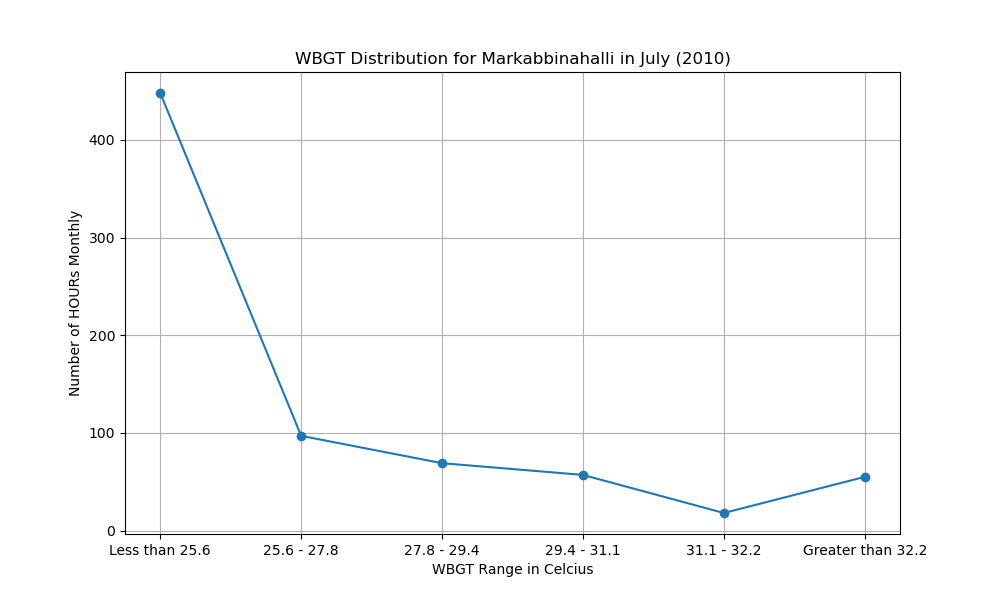 WBGT Distribution for Markabbinahalli in July (2010)
Number of HOURs Monthly
400
300
200
100
0
Less than 25.6
25.6 - 27.8
27.8 - 29.4
29.4 - 31.1
31.1 - 32.2
Greater than 32.2
WBGT Range in Celcius